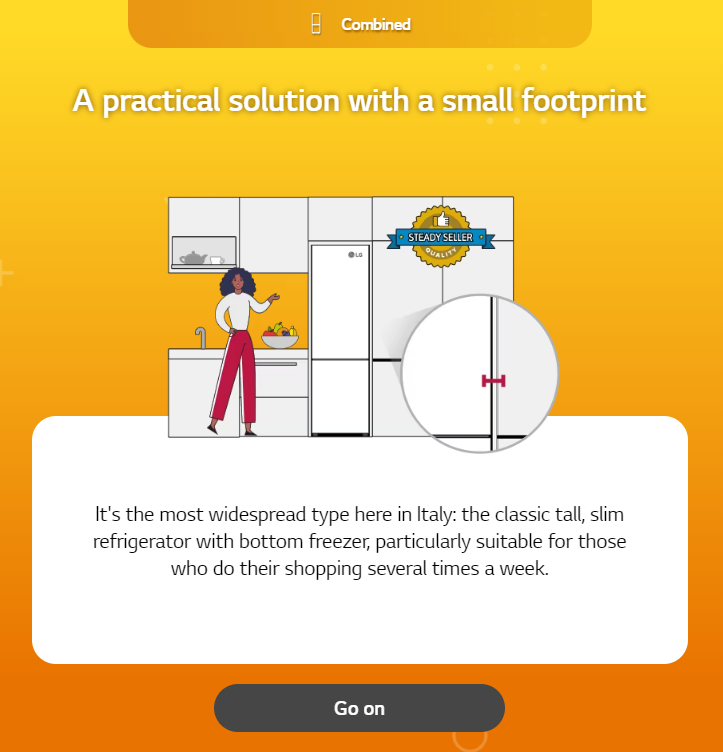 Combined
A practical solution with a small footprint
STEADY SELLER
QUALITY
LG
It's the most widespread type here in Italy: the classic tall, slim
refrigerator with bottom freezer, particularly suitable for those
who do their shopping several times a week.
Go on